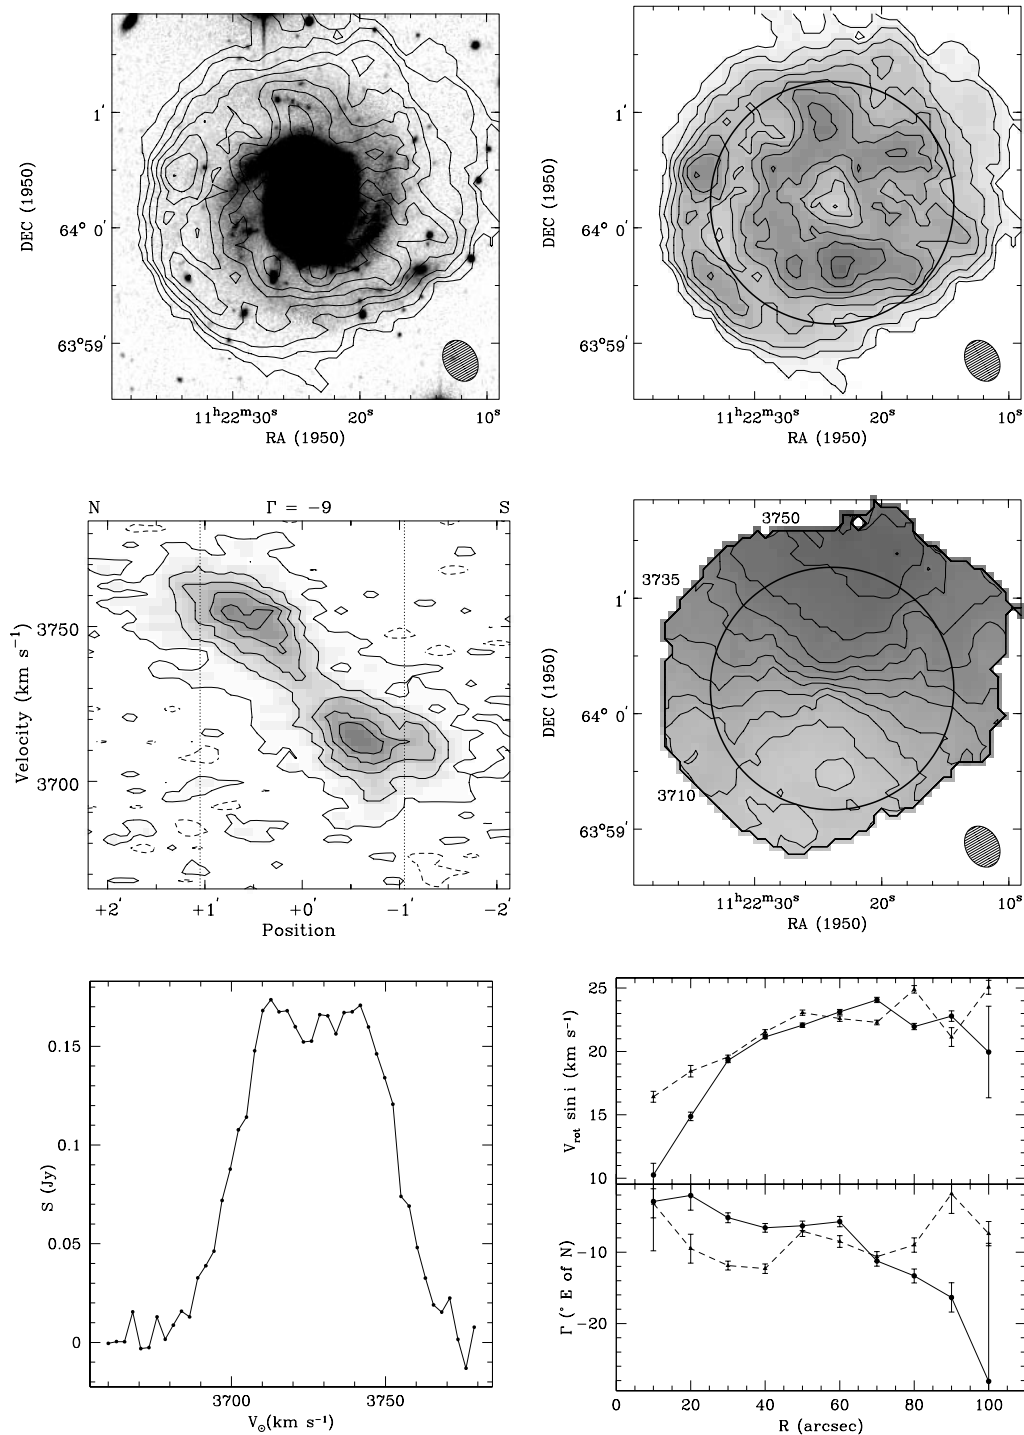 DEC (1950)
1′
64° 0′
63°59′
11ʰ22ᵐ30ˢ
20ˢ
10ˢ
RA (1950)
DEC (1950)
1′
64° 0′
63°59′
11ʰ22ᵐ30ˢ
20ˢ
10ˢ
RA (1950)
N
Γ = −9
S
Velocity (km s⁻¹)
3750
3700
+2′
+1′
+0′
−1′
−2′
Position
3750
3735
3710
DEC (1950)
1′
64° 0′
63°59′
11ʰ22ᵐ30ˢ
20ˢ
10ˢ
RA (1950)
S (Jy)
0.15
0.1
0.05
0
3700
3750
V☉(km s⁻¹)
V_rot sin i (km s⁻¹)
25
20
15
10
Γ (° E of N)
−10
−20
0
20
40
60
80
100
R (arcsec)